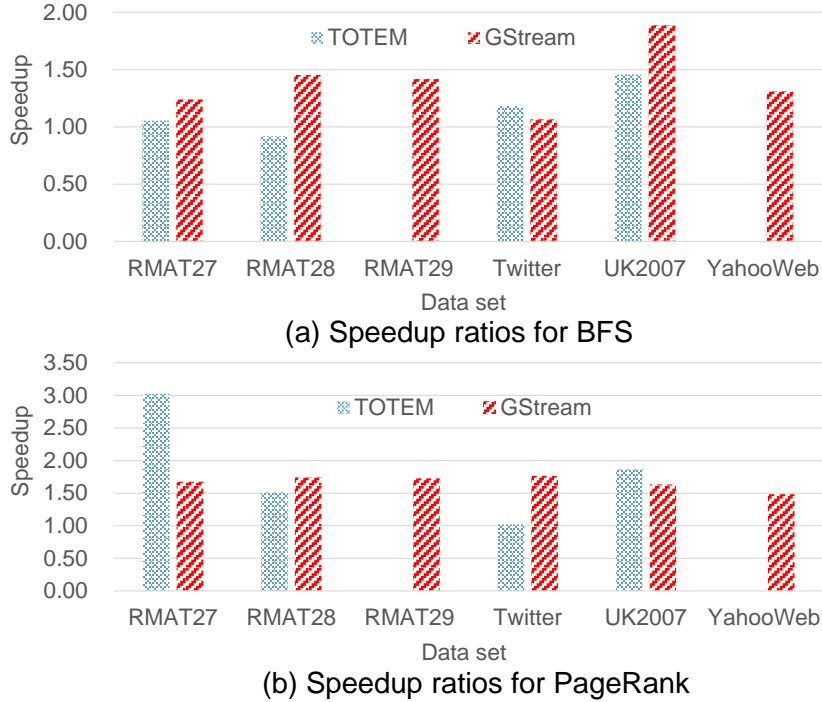 2.00
TOTEM GStream
1.50
Speedup
1.00
0.50
0.00
RMAT27 RMAT28 RMAT29 Twitter UK2007 YahooWeb
Data set
(a) Speedup ratios for BFS
3.50
3.00
TOTEM GStream
2.50
Speedup
2.00
1.50
1.00
0.50
0.00
RMAT27 RMAT28 RMAT29 Twitter UK2007 YahooWeb
Data set
(b) Speedup ratios for PageRank